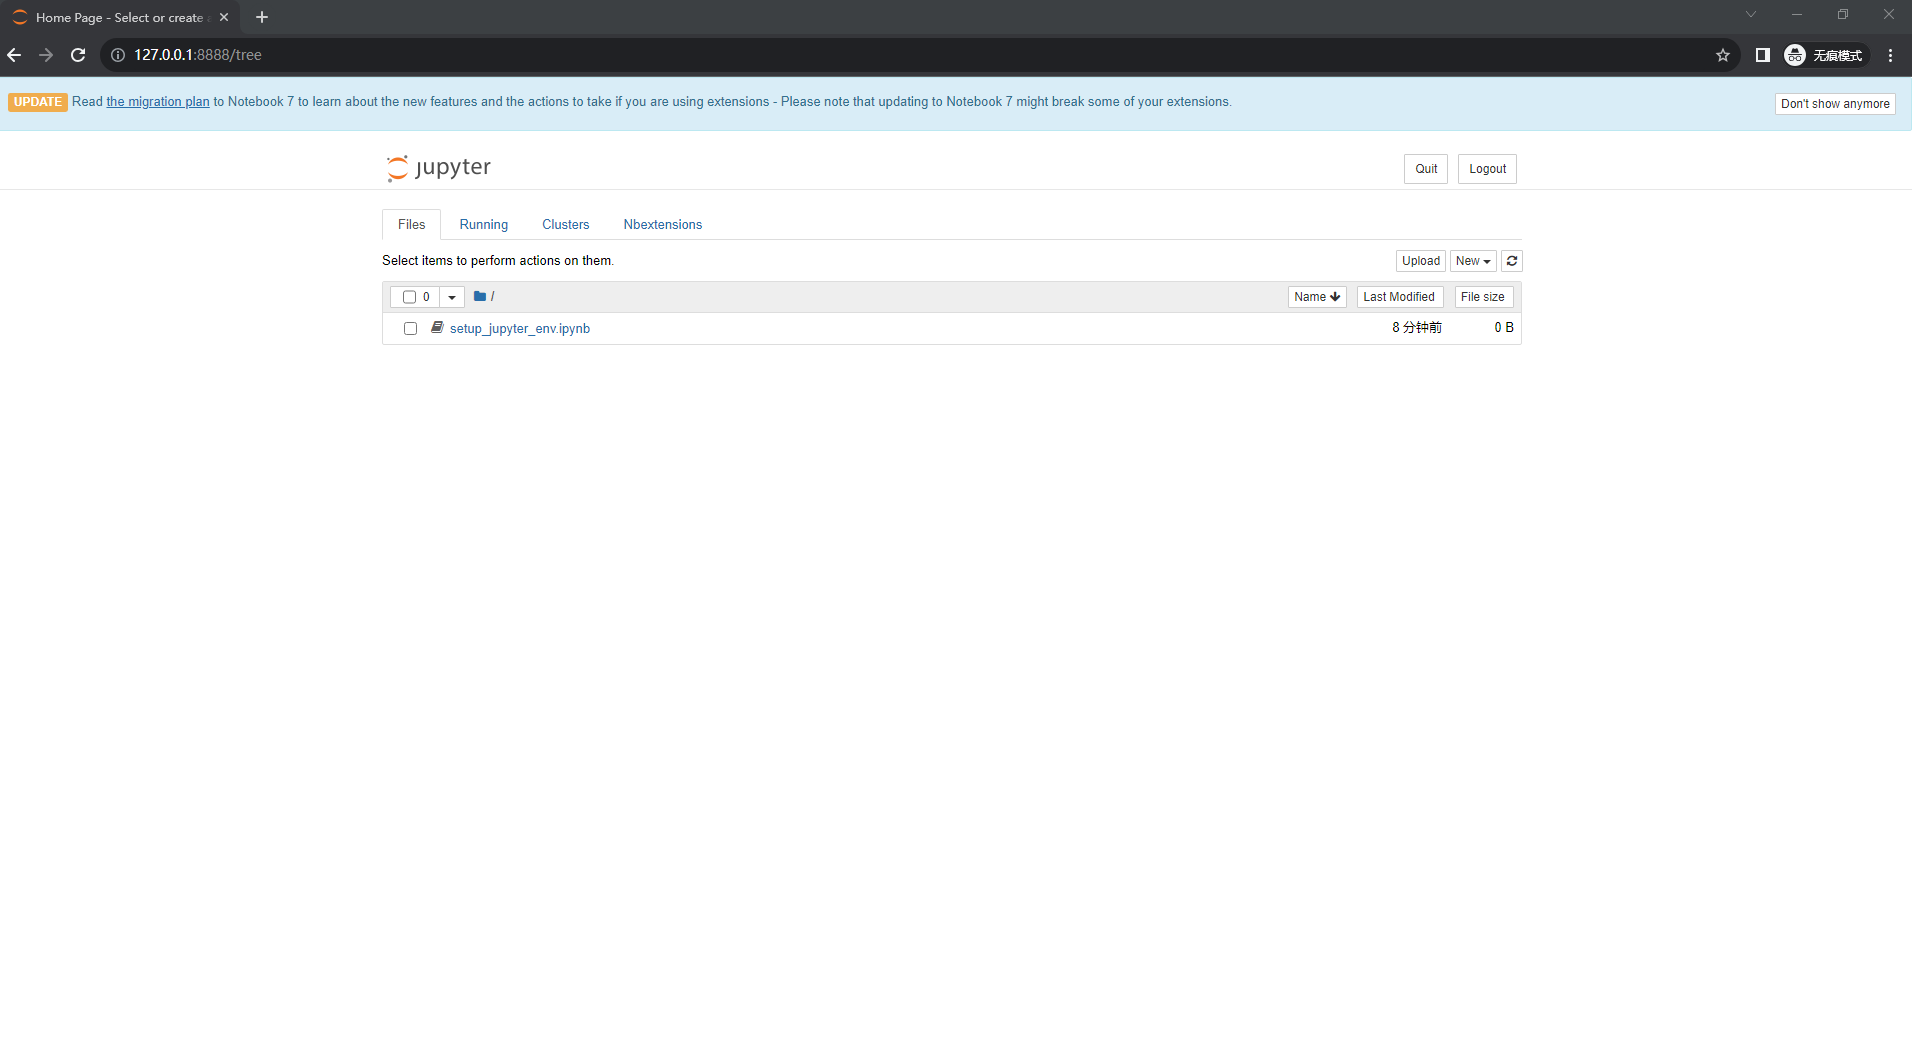 Home Page - Select or create
127.0.0.1:8888/tree
无痕模式
UPDATE Read the migration plan to Notebook 7 to learn about the new features and the actions to take if you are using extensions - Please note that updating to Notebook 7 might break some of your extensions.
Don't show anymore
jupyter
Quit Logout
Files Running Clusters Nbextensions
Select items to perform actions on them.
Upload New
0 / Name Last Modified File size
setup_jupyter_env.ipynb 8 分钟前 0 B